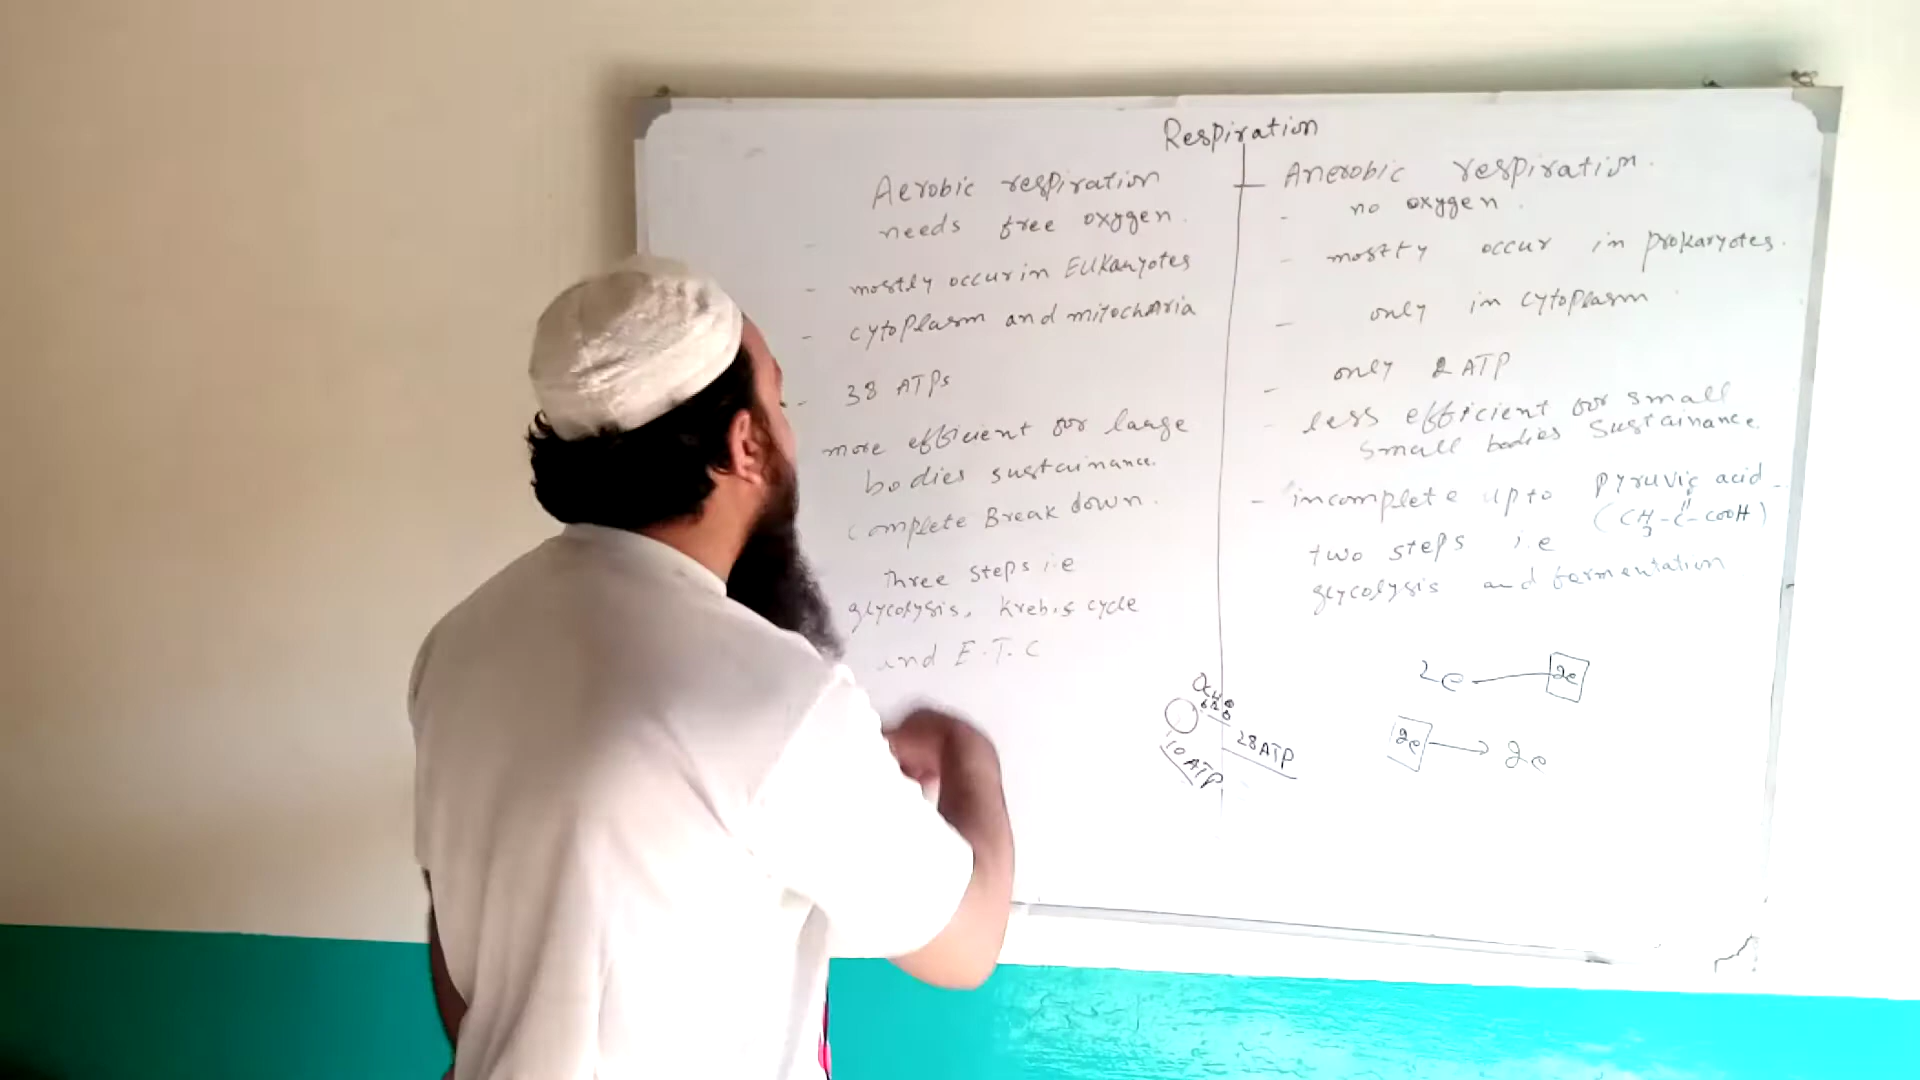 Respiration
Aerobic respiration
needs free oxygen.
- mostly occur in Eukaryotes
- cytoplasm and mitochnria
- 38 ATPs
more efficient for large
bodies sustainance.
complete Break down.
three steps i.e
glycolysis, Kreb's cycle
and E.T.C
Anerobic respiration.
- no oxygen.
- mostly occur in prokaryotes.
- only in cytoplasm
- only 2 ATP
- less efficient for small
small bodies sustainance.
- incomplete upto pyruvic acid
(CH3-C-COOH)
two steps i.e
glycolysis and farmentation
2e 2e
2e 2e
28 ATP
10 ATP